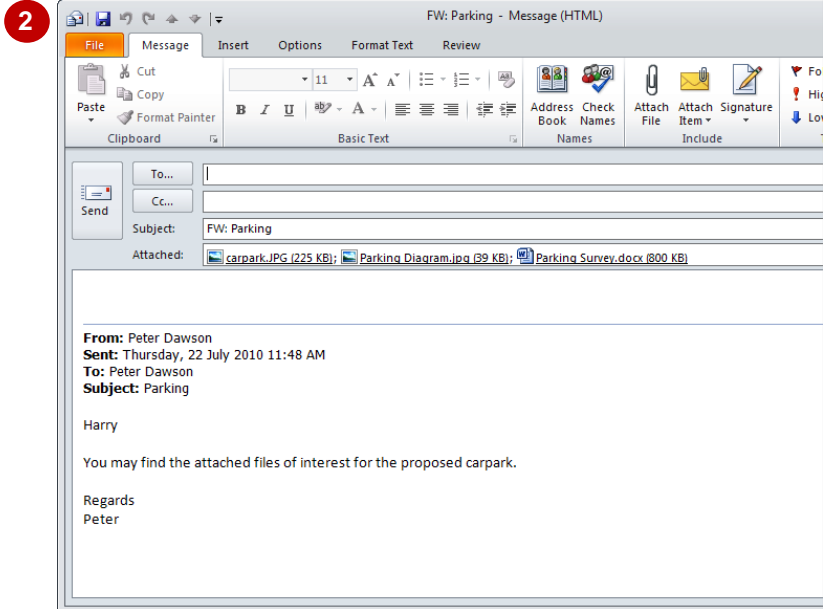 2
FW: Parking - Message (HTML)
File Message Insert Options Format Text Review
Cut
Copy
Format Painter
Paste
Clipboard
11
A A
B I U ab A
Basic Text
Address Book
Check Names
Names
Attach File
Attach Item
Signature
Include
Fo
Hig
Lov
Send
To...
Cc...
Subject: FW: Parking
Attached: carpark.JPG (225 KB); Parking Diagram.jpg (39 KB); Parking Survey.docx (800 KB)
From: Peter Dawson
Sent: Thursday, 22 July 2010 11:48 AM
To: Peter Dawson
Subject: Parking
Harry
You may find the attached files of interest for the proposed carpark.
Regards
Peter